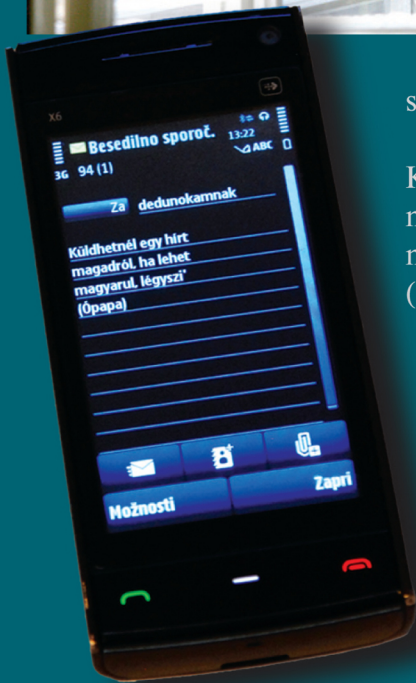 X6
Besedilno sporoč.
13:22
3G 94 (1)
ABC
Za dedunokamnak
Küldhetnél egy hírt
magadról, ha lehet
magyarul, légyszi'
(Ópapa)
Možnosti
Zapri